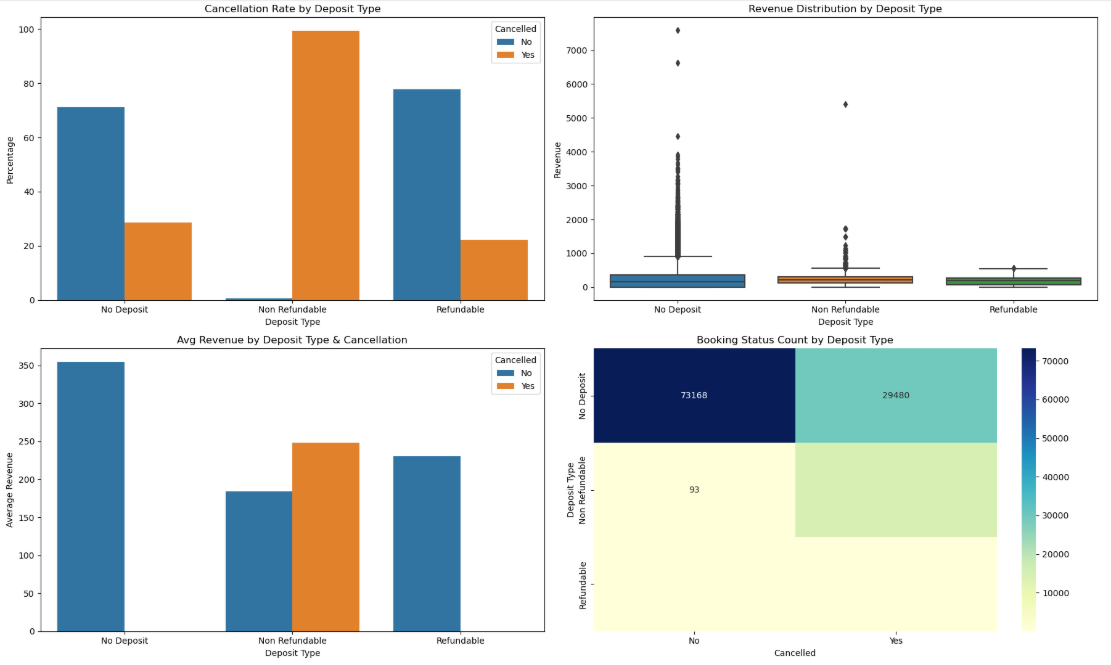 Cancellation Rate by Deposit Type
Cancelled
No
Yes
100
80
60
40
20
0
Percentage
No Deposit
Non Refundable
Refundable
Deposit Type
Revenue Distribution by Deposit Type
7000
6000
5000
4000
3000
2000
1000
0
Revenue
No Deposit
Non Refundable
Refundable
Deposit Type
Avg Revenue by Deposit Type & Cancellation
Cancelled
No
Yes
350
300
250
200
150
100
50
0
Average Revenue
No Deposit
Non Refundable
Refundable
Deposit Type
Booking Status Count by Deposit Type
73168
29480
93
No Deposit
Non Refundable
Refundable
Deposit Type
No
Yes
Cancelled
70000
60000
50000
40000
30000
20000
10000